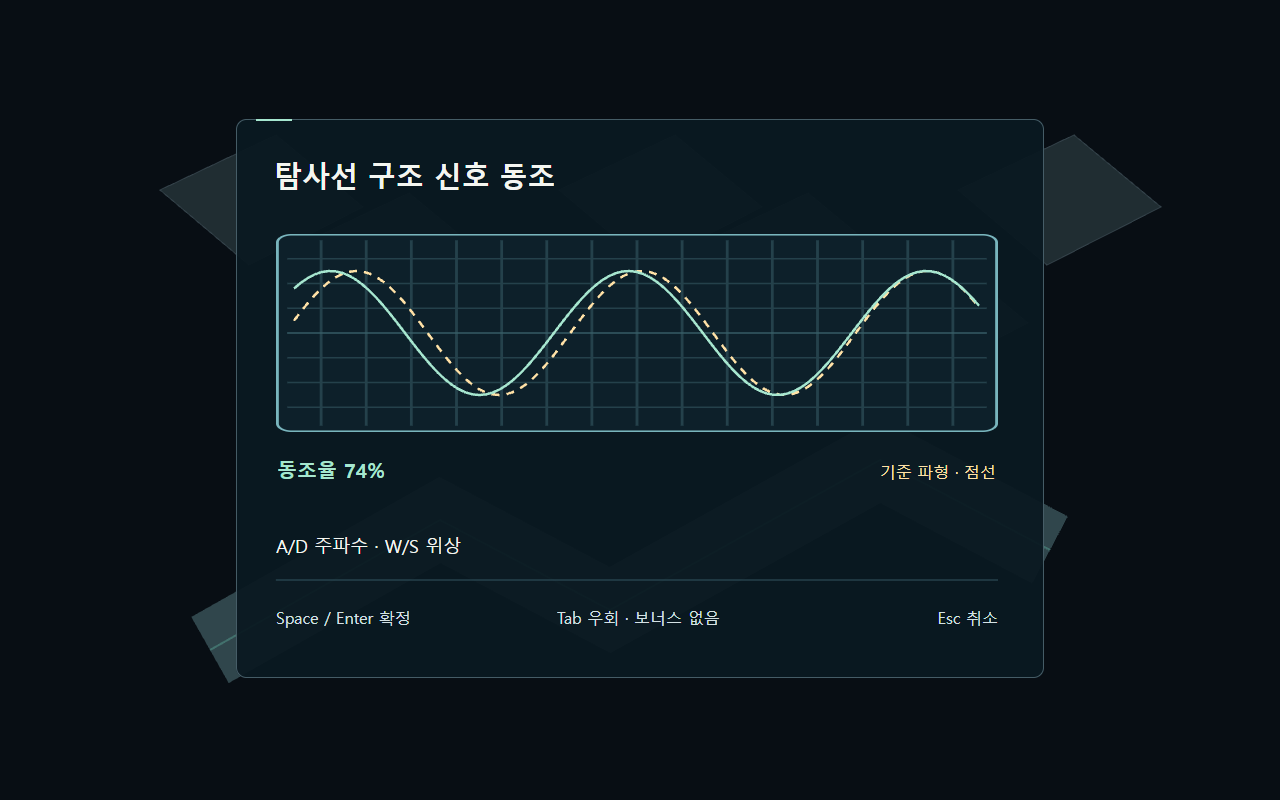 탐사선 구조 신호 동조
동조율 74%
기준 파형 · 점선
A/D 주파수 · W/S 위상
Space / Enter 확정
Tab 우회 · 보너스 없음
Esc 취소